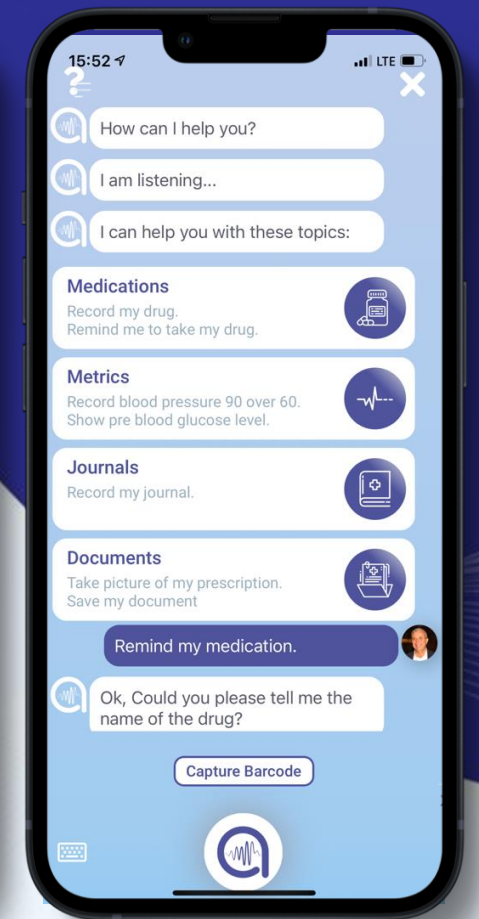 15:52
LTE
?
How can I help you?
I am listening...
I can help you with these topics:
Medications
Record my drug.
Remind me to take my drug.
Metrics
Record blood pressure 90 over 60.
Show pre blood glucose level.
Journals
Record my journal.
Documents
Take picture of my prescription.
Save my document
Remind my medication.
Ok, Could you please tell me the
name of the drug?
Capture Barcode